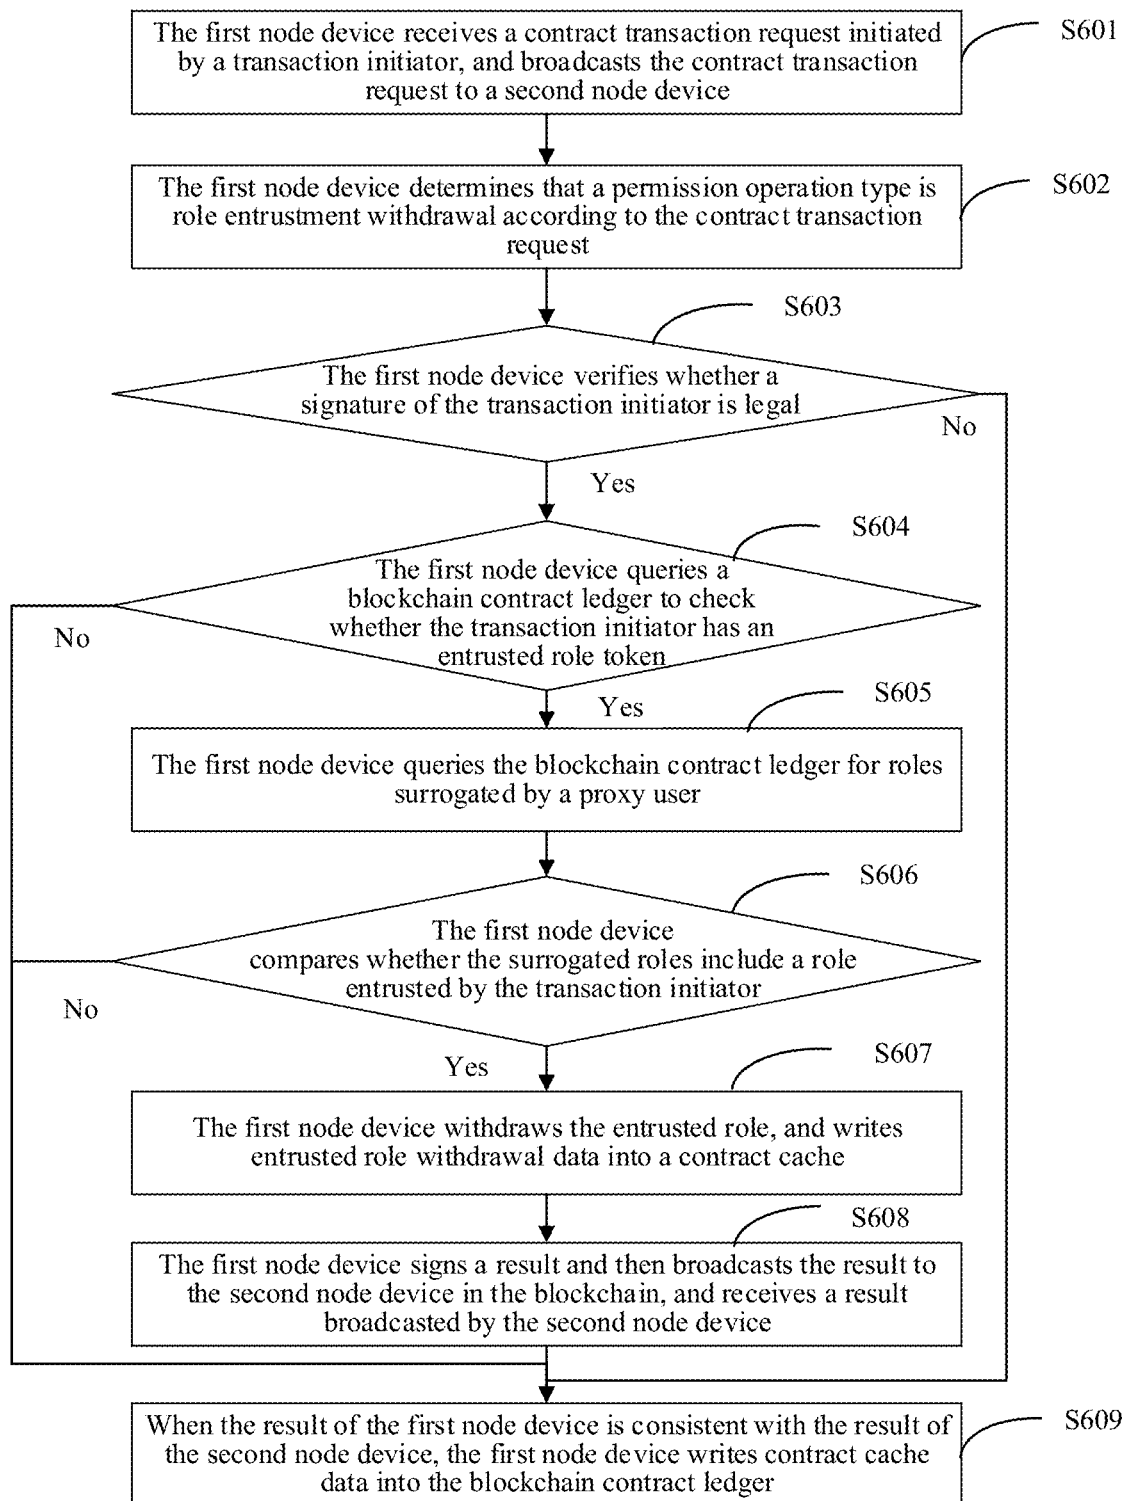 The first node device receives a contract transaction request initiated
by a transaction initiator, and broadcasts the contract transaction
request to a second node device
S601
The first node device determines that a permission operation type is
role entrustment withdrawal according to the contract transaction
request
S602
S603
The first node device verifies whether a
signature of the transaction initiator is legal
No
Yes
S604
The first node device queries a
blockchain contract ledger to check
whether the transaction initiator has an
entrusted role token
No
Yes
S605
The first node device queries the blockchain contract ledger for roles
surrogated by a proxy user
S606
The first node device
compares whether the surrogated roles include a role
entrusted by the transaction initiator
No
Yes
S607
The first node device withdraws the entrusted role, and writes
entrusted role withdrawal data into a contract cache
S608
The first node device signs a result and then broadcasts the result to
the second node device in the blockchain, and receives a result
broadcasted by the second node device
When the result of the first node device is consistent with the result of
the second node device, the first node device writes contract cache
data into the blockchain contract ledger
S609